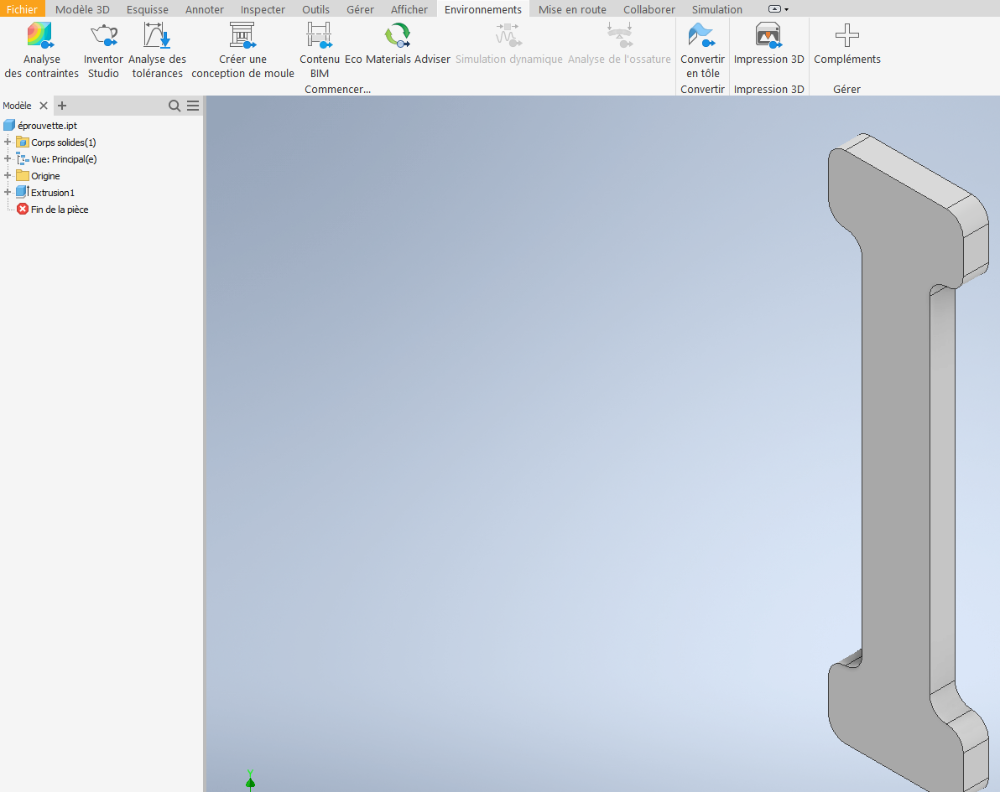 Fichier Modèle 3D Esquisse Annoter Inspecter Outils Gérer Afficher Environnements Mise en route Collaborer Simulation
Analyse des contraintes
Inventor Studio
Analyse des tolérances
Créer une conception de moule
Contenu BIM
Eco Materials Adviser
Simulation dynamique
Analyse de l'ossature
Convertir en tôle
Impression 3D
Compléments
Commencer...
Convertir
Impression 3D
Gérer
Modèle
éprouvette.ipt
Corps solides(1)
Vue: Principal(e)
Origine
Extrusion1
Fin de la pièce
Y